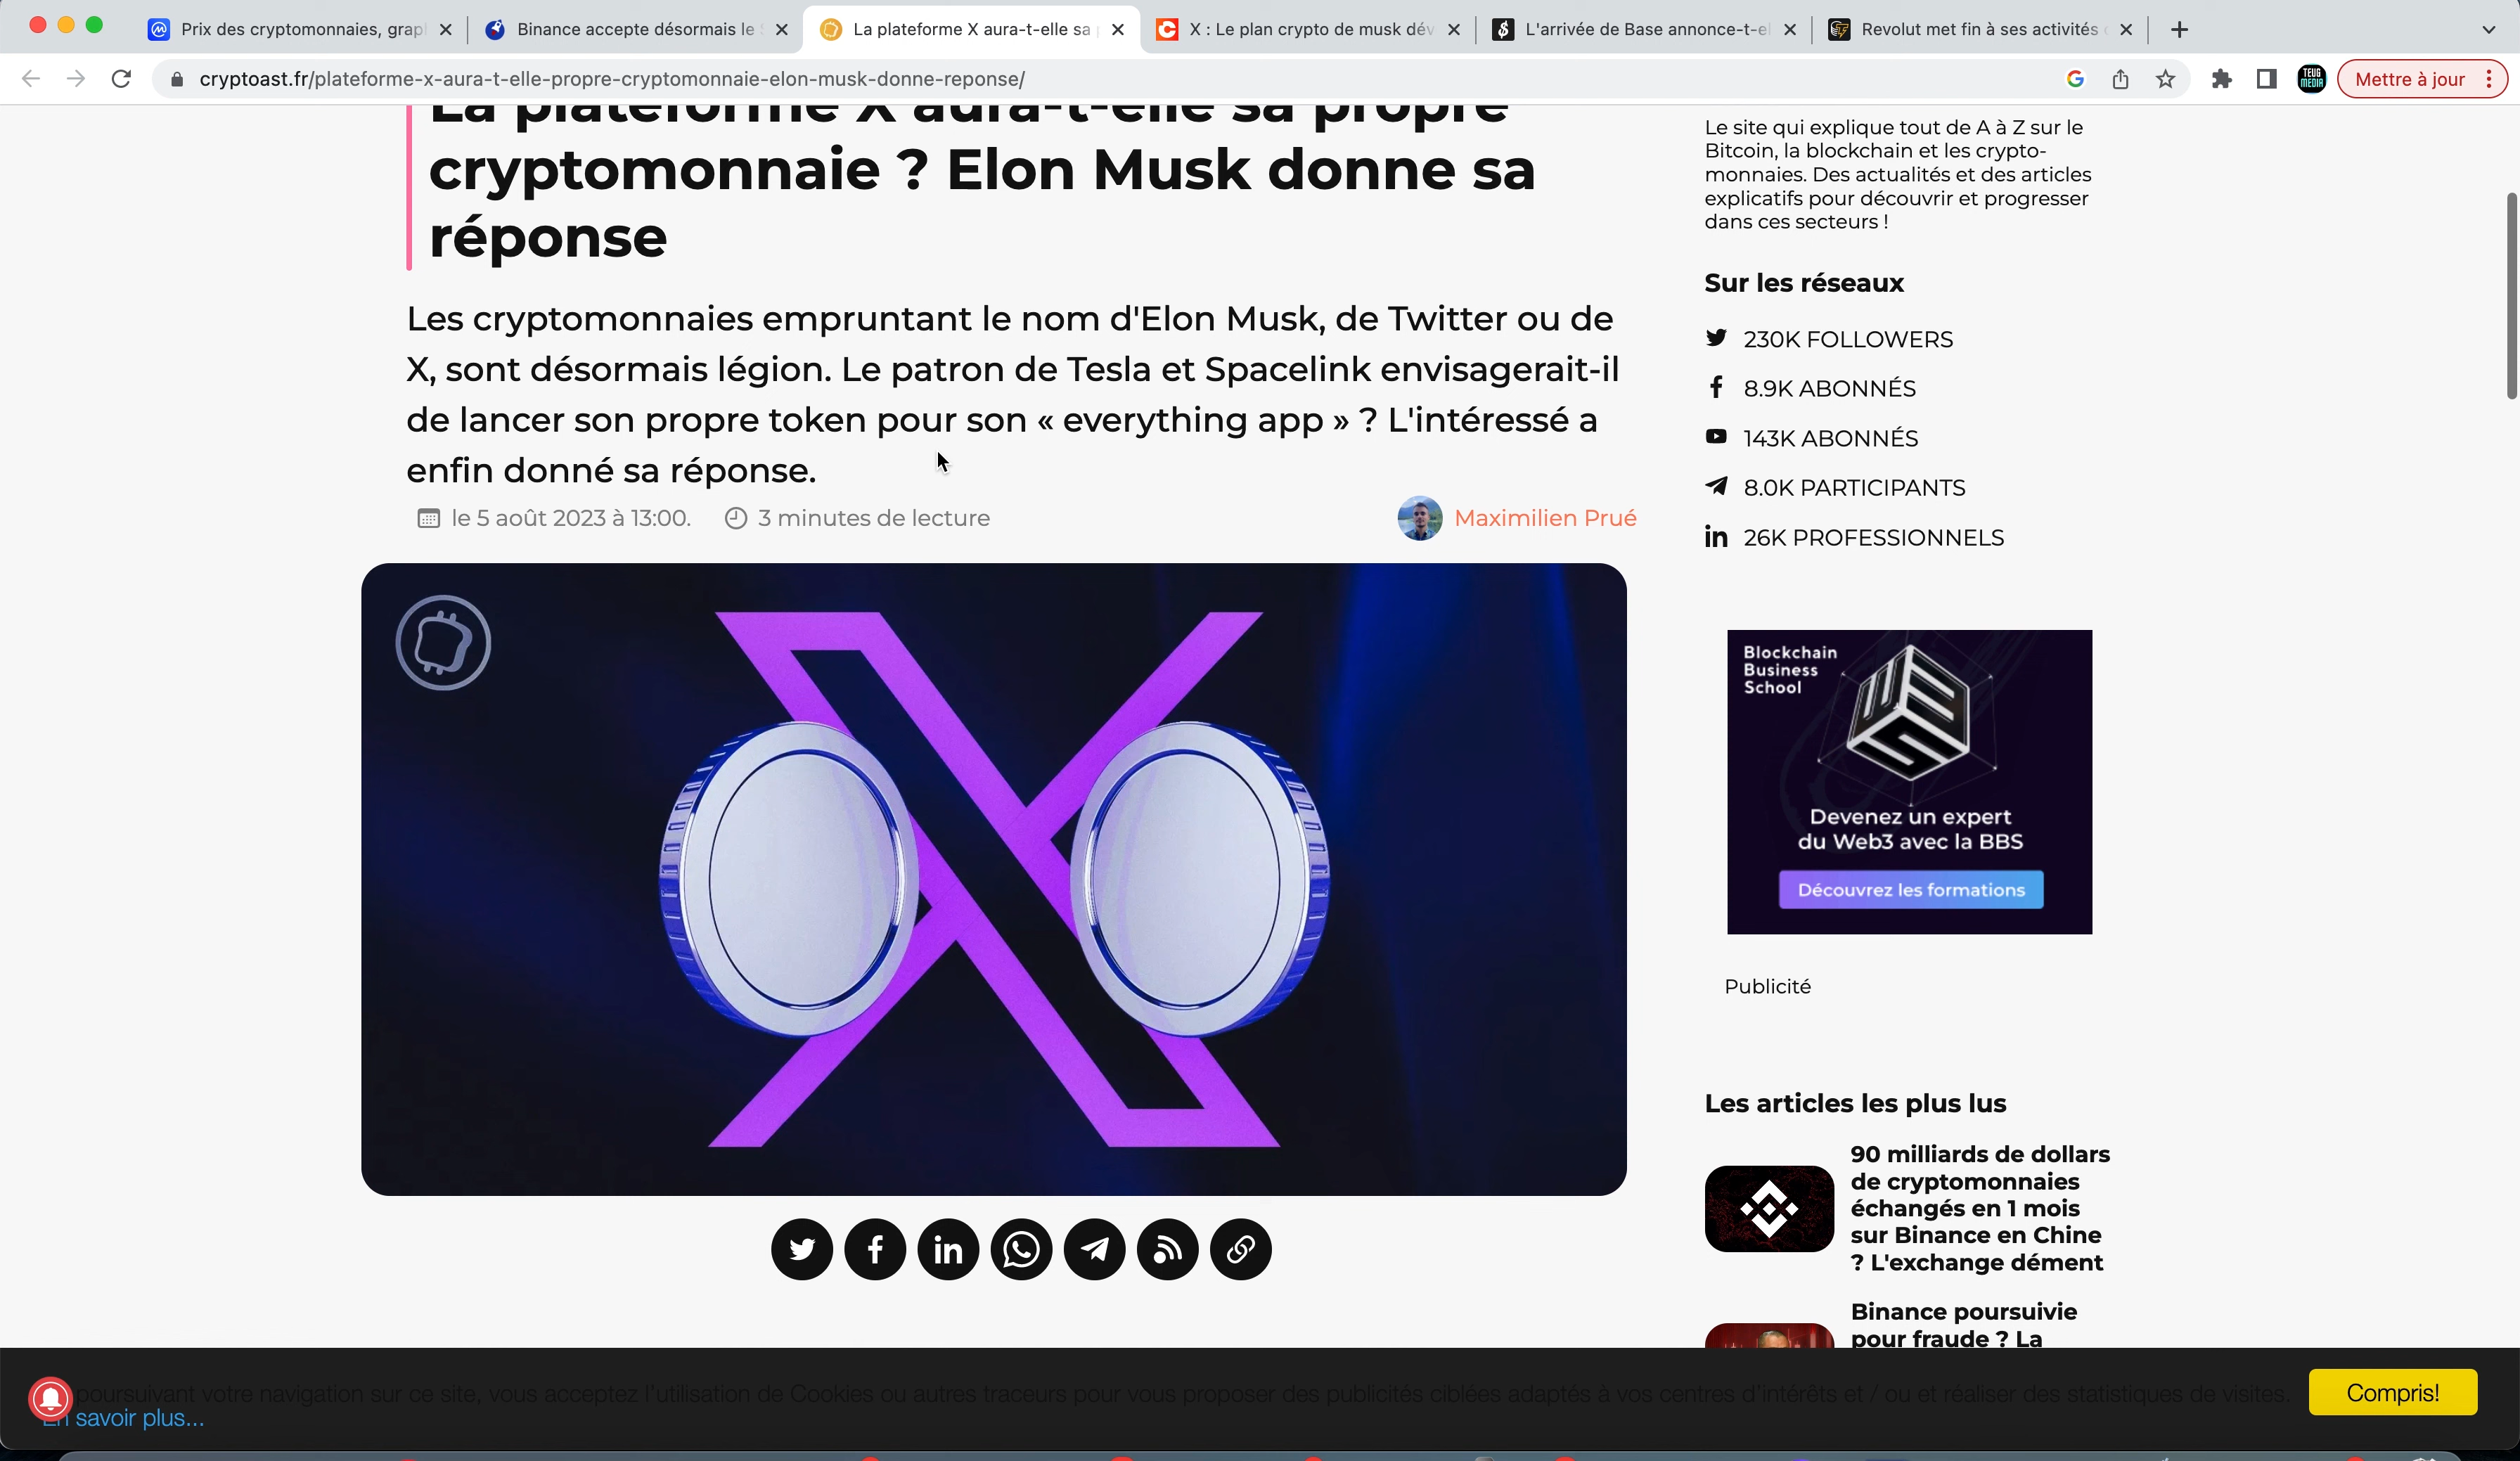 Prix des cryptomonnaies, grap
Binance accepte désormais le
La plateforme X aura-t-elle sa
X : Le plan crypto de musk dév
L'arrivée de Base annonce-t-el
Revolut met fin à ses activités
cryptoast.fr/plateforme-x-aura-t-elle-propre-cryptomonnaie-elon-musk-donne-reponse/
TEUG
MEDIA
Mettre à jour
La plateforme X aura-t-elle sa propre
cryptomonnaie ? Elon Musk donne sa
réponse
Les cryptomonnaies empruntant le nom d'Elon Musk, de Twitter ou de
X, sont désormais légion. Le patron de Tesla et Spacelink envisagerait-il
de lancer son propre token pour son « everything app » ? L'intéressé a
enfin donné sa réponse.
le 5 août 2023 à 13:00.
3 minutes de lecture
Maximilien Prué
Le site qui explique tout de A à Z sur le
Bitcoin, la blockchain et les crypto-
monnaies. Des actualités et des articles
explicatifs pour découvrir et progresser
dans ces secteurs !
Sur les réseaux
230K FOLLOWERS
8.9K ABONNÉS
143K ABONNÉS
8.0K PARTICIPANTS
26K PROFESSIONNELS
Blockchain
Business
School
Devenez un expert
du Web3 avec la BBS
Découvrez les formations
Publicité
Les articles les plus lus
90 milliards de dollars
de cryptomonnaies
échangés en 1 mois
sur Binance en Chine
? L'exchange dément
Binance poursuivie
pour fraude ? La
poursuivant votre navigation sur ce site, vous acceptez l'utilisation de Cookies ou autres traceurs pour vous proposer des publicités ciblées adaptés à vos centres d'intérêts et / ou et réaliser des statistiques de visites.
En savoir plus...
Compris!